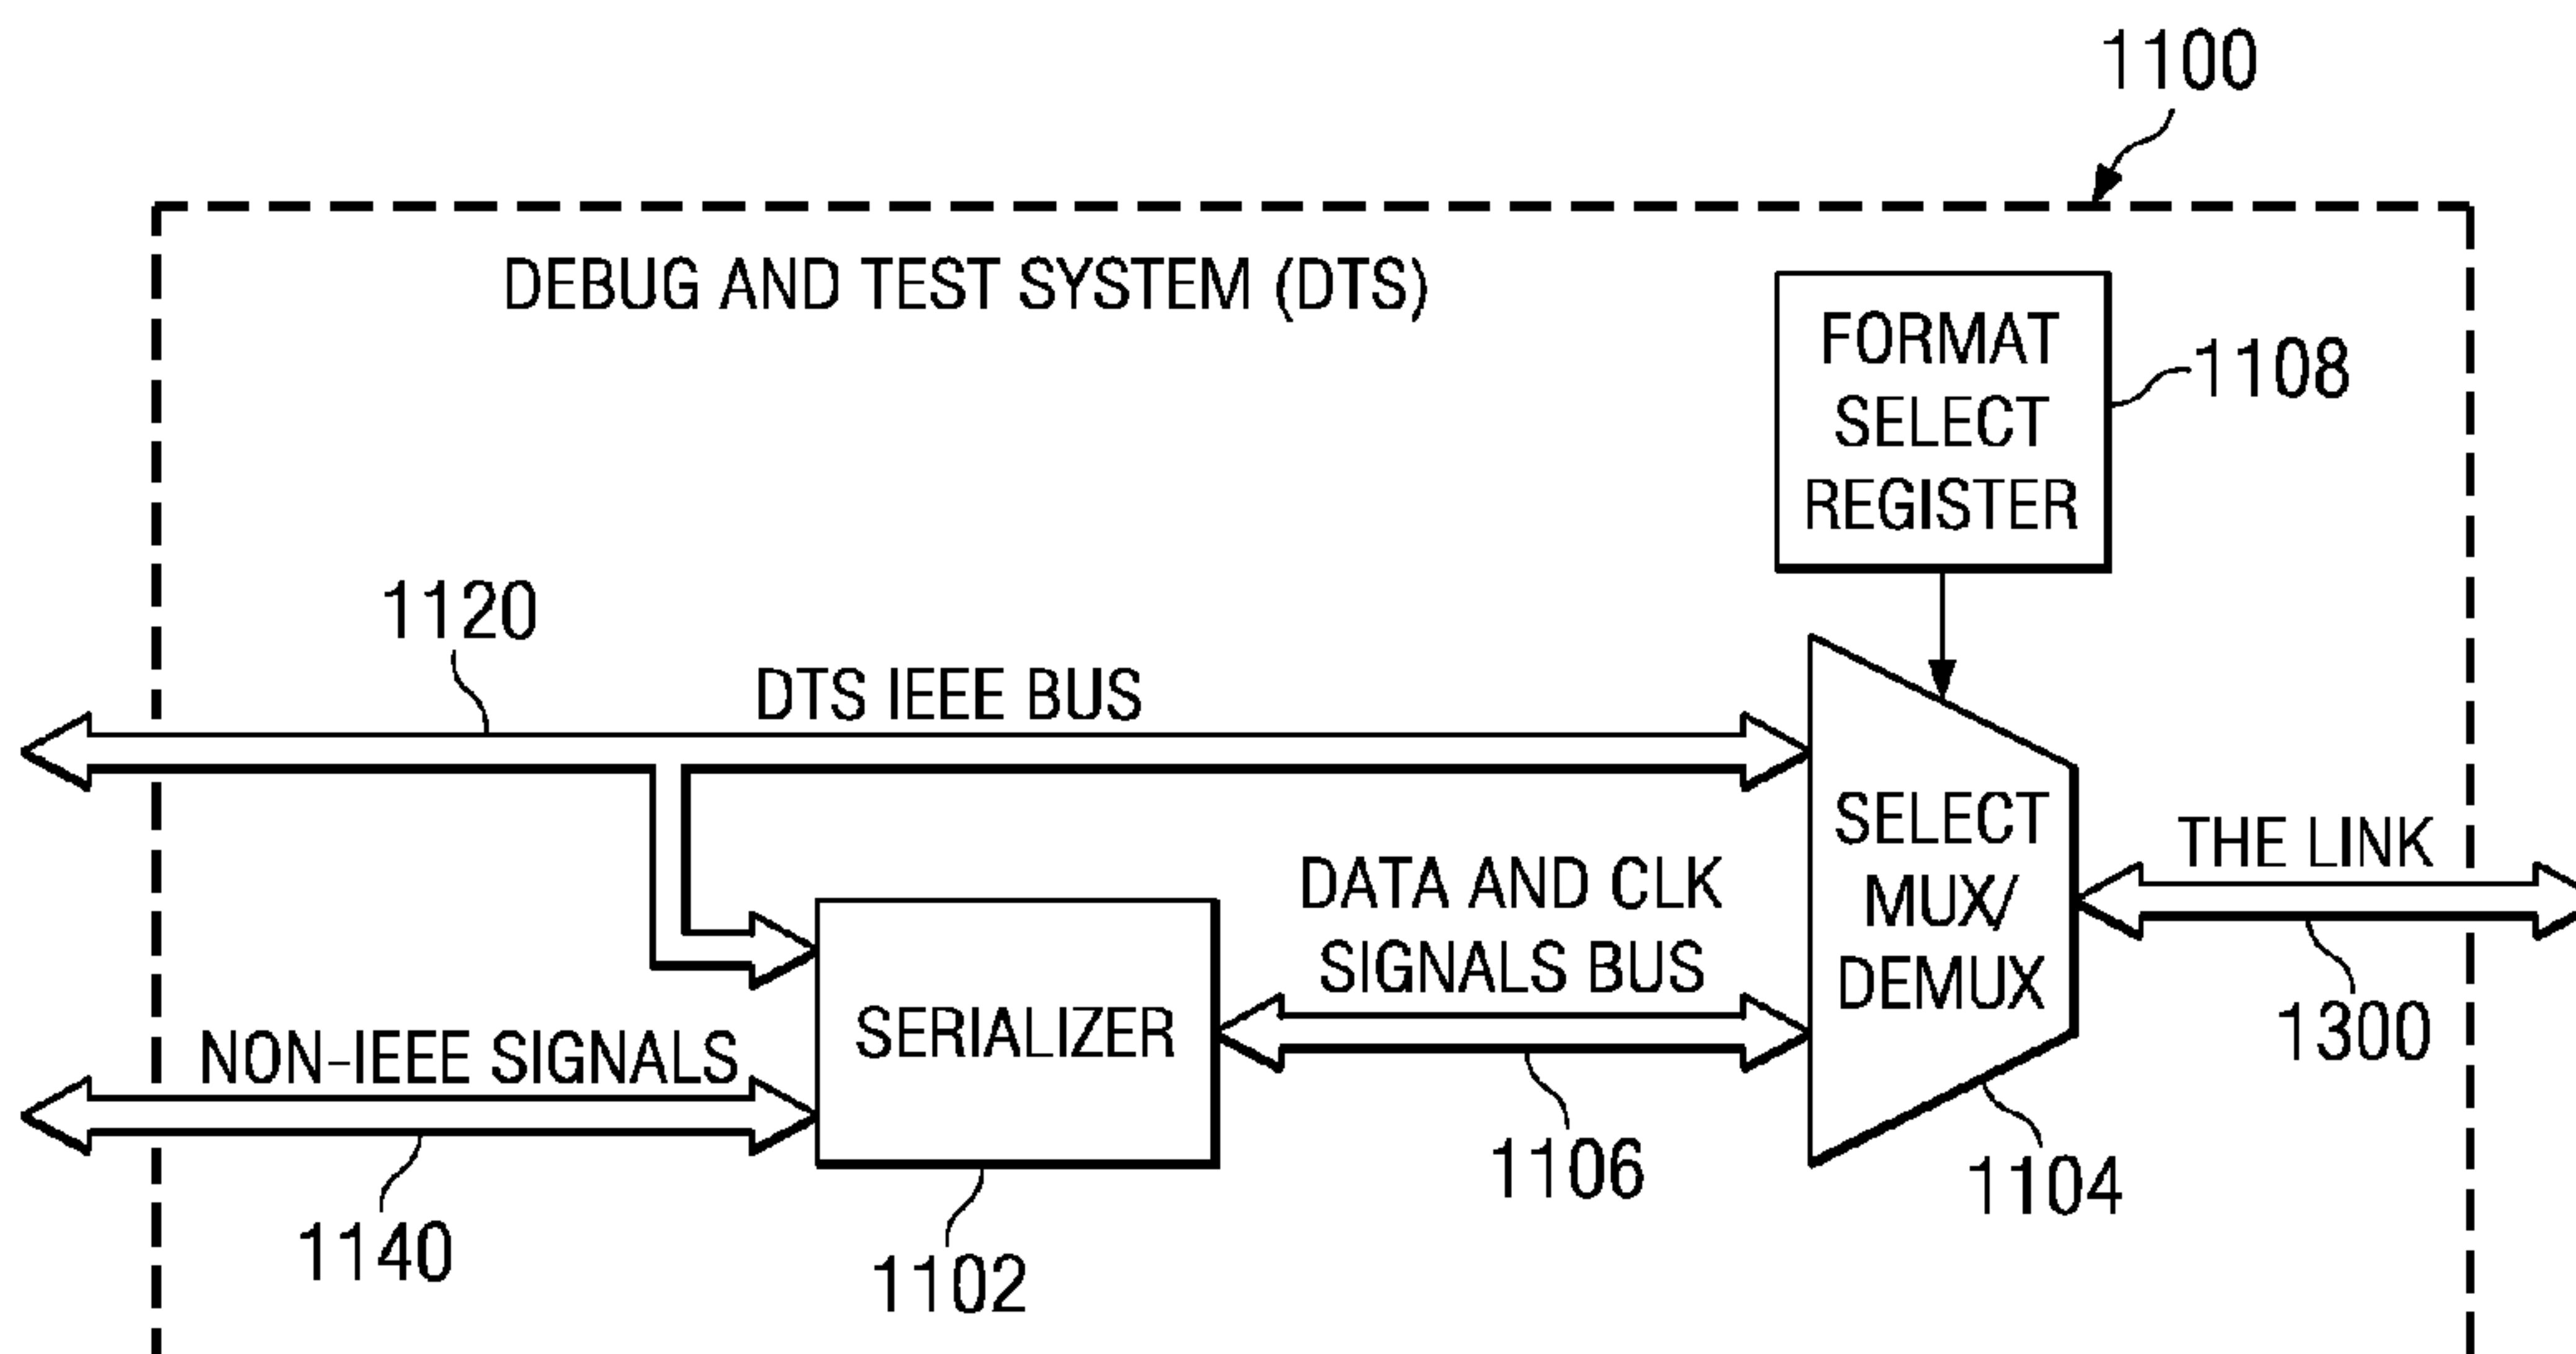 1100
DEBUG AND TEST SYSTEM (DTS)
FORMAT
SELECT
REGISTER
1108
1120
DTS IEEE BUS
SELECT
MUX/
DEMUX
THE LINK
1300
DATA AND CLK
SIGNALS BUS
1106
1104
SERIALIZER
1102
NON-IEEE SIGNALS
1140